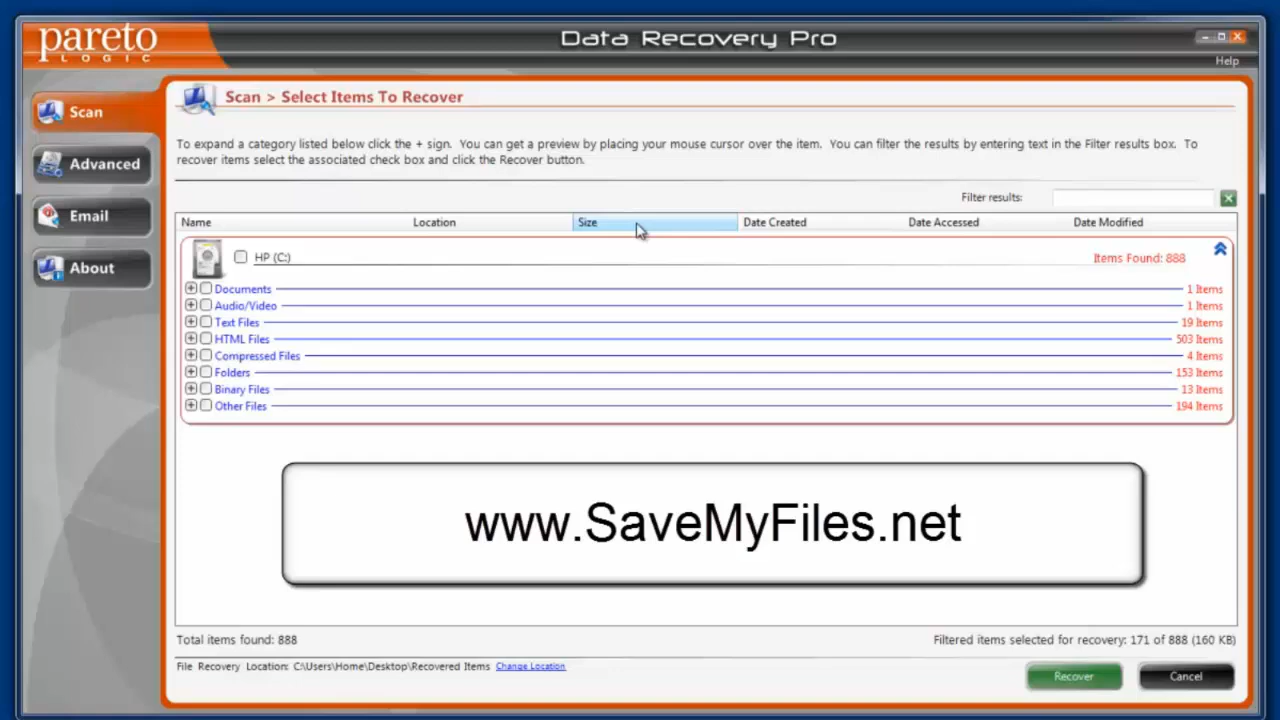 pareto
LOGIC
Data Recovery Pro
Help
Scan
Advanced
Email
About
Scan > Select Items To Recover
To expand a category listed below click the + sign. You can get a preview by placing your mouse cursor over the item. You can filter the results by entering text in the Filter results box. To
recover items select the associated check box and click the Recover button.
Filter results:
Name Location Size Date Created Date Accessed Date Modified
HP (C:) Items Found: 888
Documents 1 Items
Audio/Video 1 Items
Text Files 19 Items
HTML Files 503 Items
Compressed Files 4 Items
Folders 153 Items
Binary Files 13 Items
Other Files 194 Items
www.SaveMyFiles.net
Total items found: 888 Filtered items selected for recovery: 171 of 888 (160 KB)
File Recovery Location: C:\Users\Home\Desktop\Recovered Items Change Location
Recover Cancel